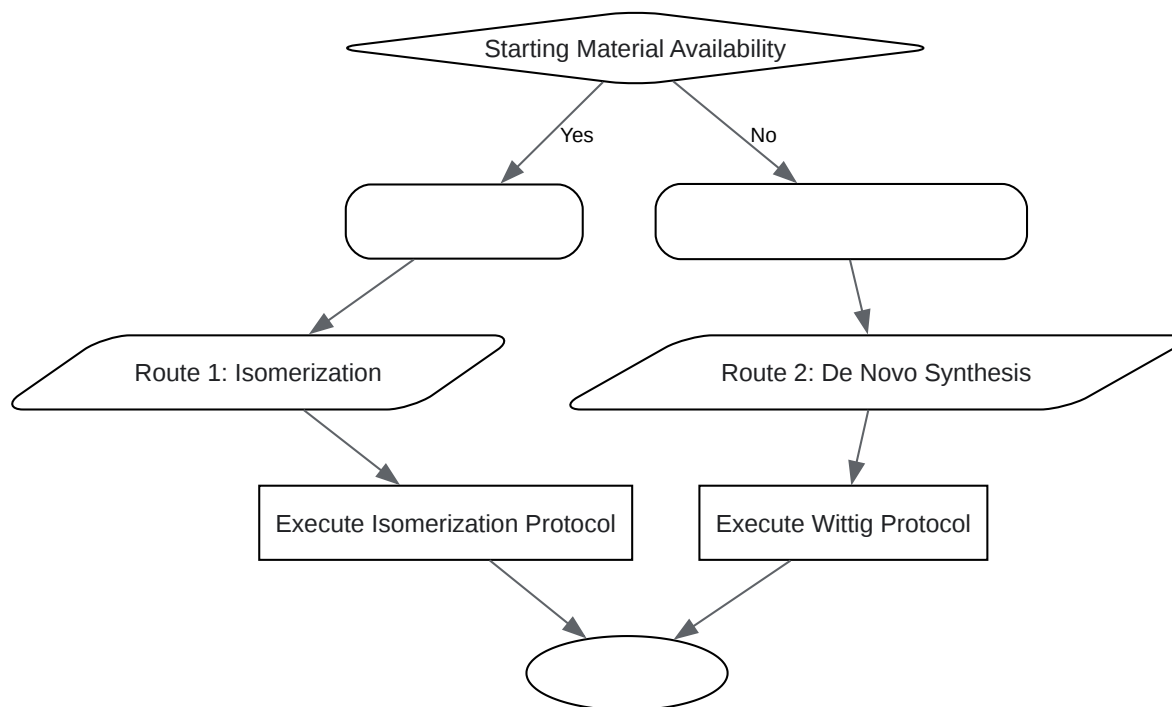 Starting Material Availability
Yes
No
Route 1: Isomerization
Route 2: De Novo Synthesis
Execute Isomerization Protocol
Execute Wittig Protocol